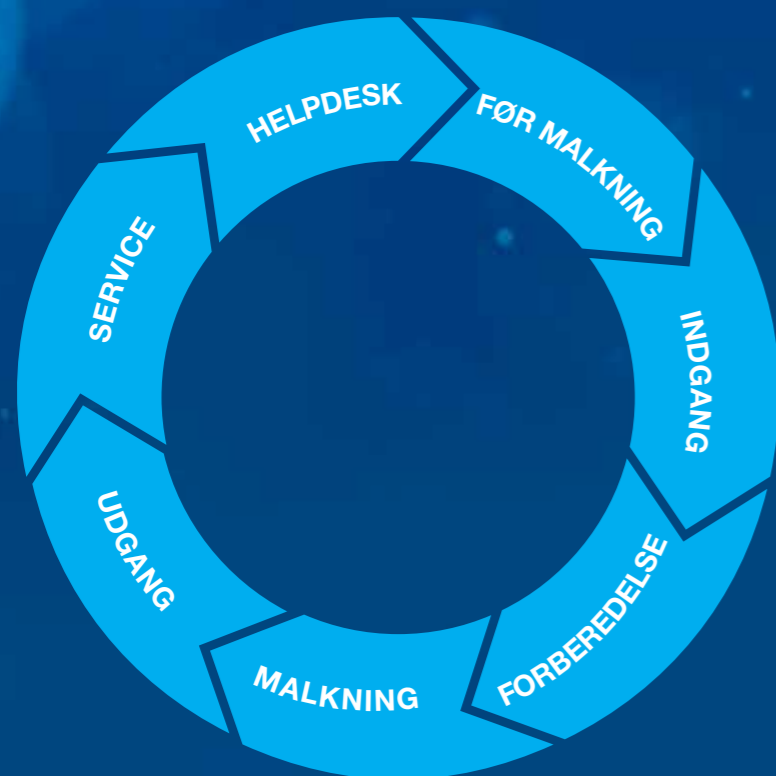 HELPDESK
FØR MALKNING
INDGANG
FORBEREDELSE
MALKNING
UDGANG
SERVICE